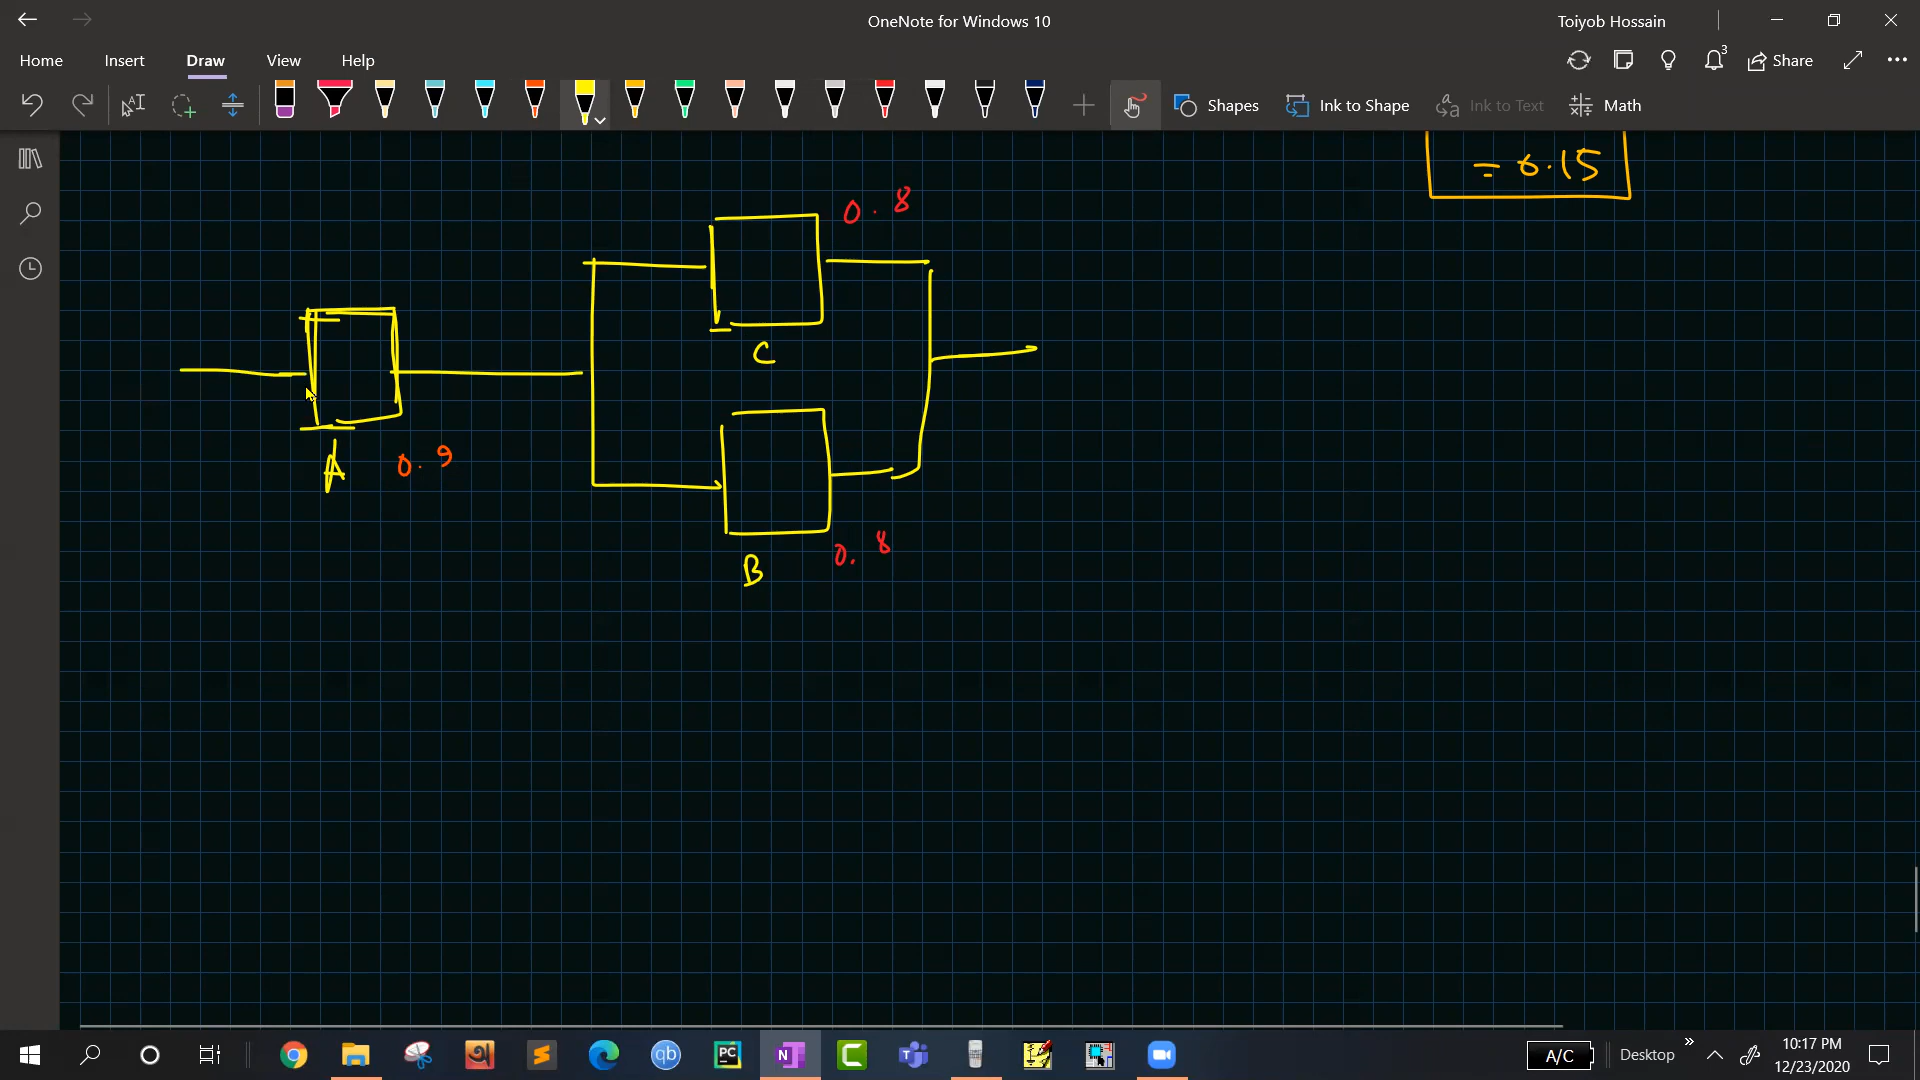 OneNote for Windows 10
Toiyob Hossain
Home Insert Draw View Help
3
Share
Shapes
Ink to Shape
Ink to Text
Math
= 0.15
0.8
C
A
0.9
0.8
B
A/C
Desktop
10:17 PM
12/23/2020